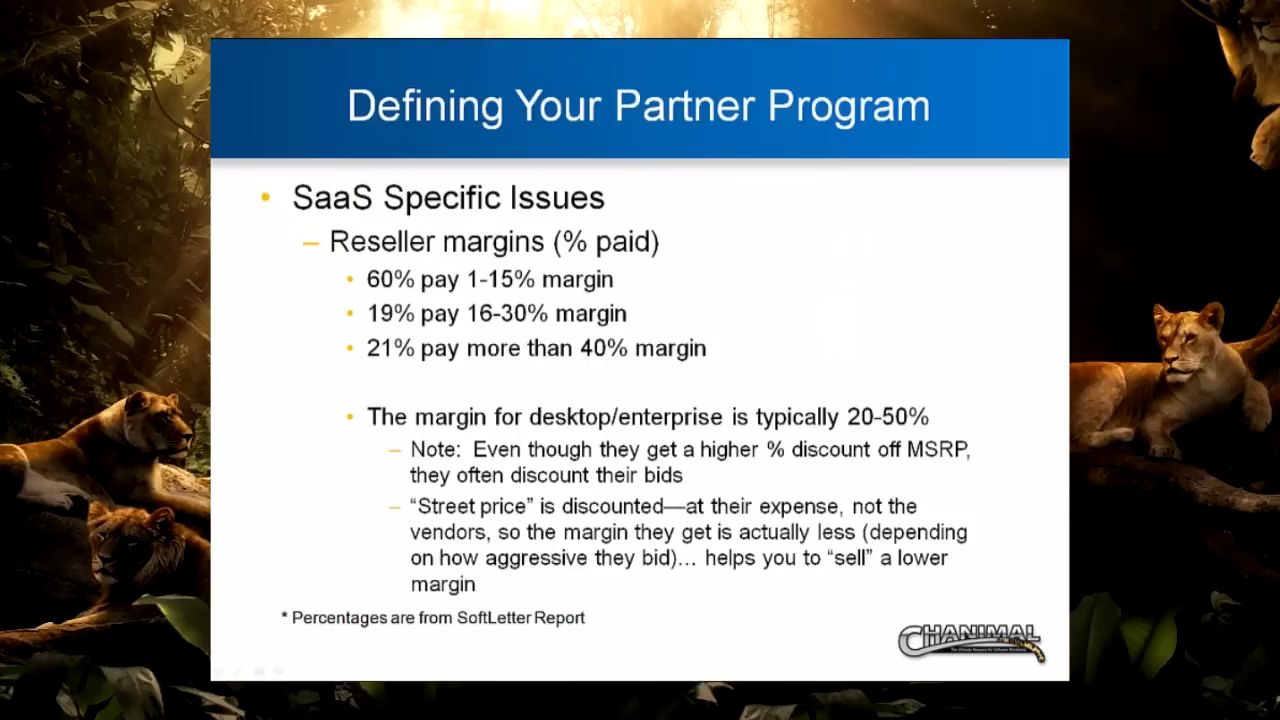 Defining Your Partner Program
• SaaS Specific Issues
– Reseller margins (% paid)
• 60% pay 1-15% margin
• 19% pay 16-30% margin
• 21% pay more than 40% margin
• The margin for desktop/enterprise is typically 20-50%
– Note: Even though they get a higher % discount off MSRP,
they often discount their bids
– “Street price” is discounted—at their expense, not the
vendors, so the margin they get is actually less (depending
on how aggressive they bid)… helps you to “sell” a lower
margin
* Percentages are from SoftLetter Report
CHANIMAL